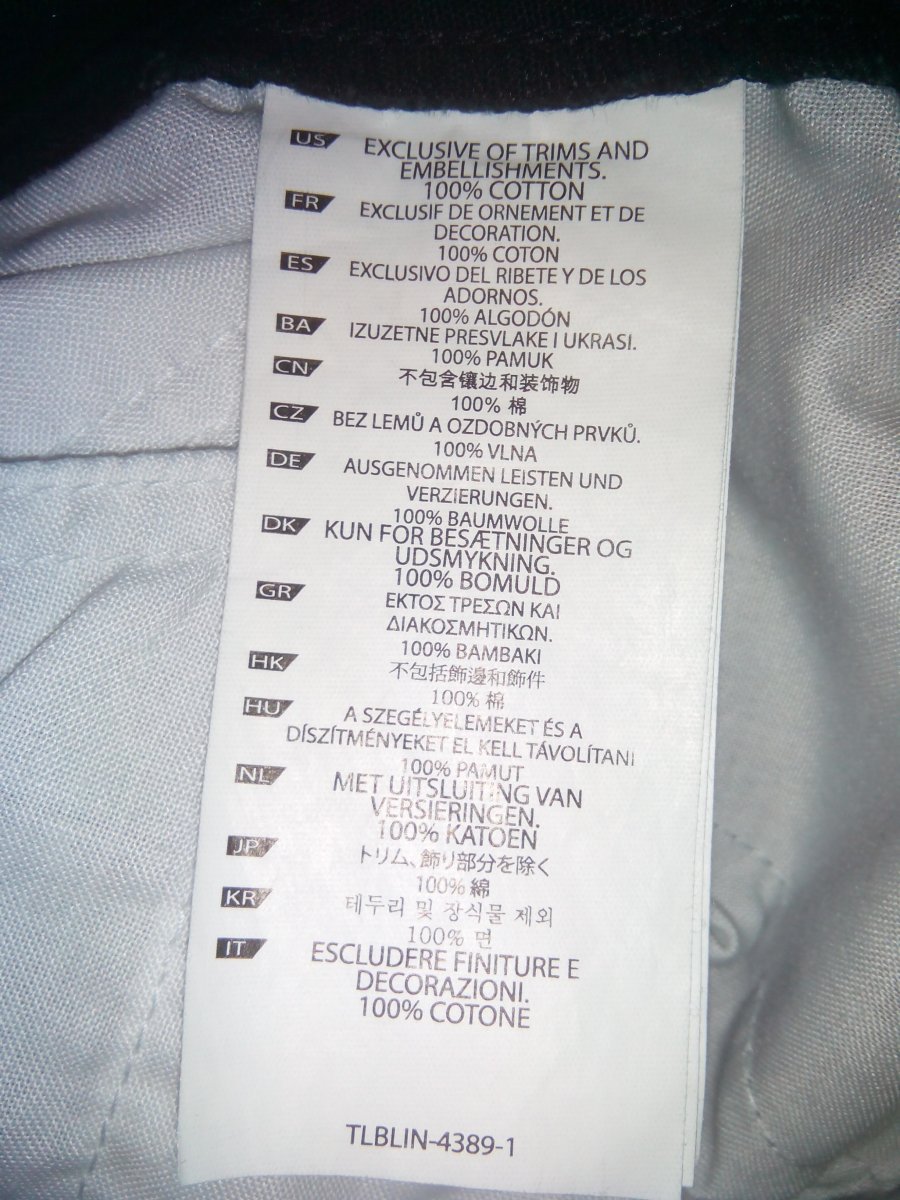 US EXCLUSIVE OF TRIMS AND
EMBELLISHMENTS.
100% COTTON
FR EXCLUSIF DE ORNEMENT ET DE
DECORATION.
100% COTON
ES EXCLUSIVO DEL RIBETE Y DE LOS
ADORNOS.
100% ALGODÓN
BA IZUZETNE PRESVLAKE I UKRASI.
100% PAMUK
CN 不包含镶边和装饰物
100% 棉
CZ BEZ LEMŮ A OZDOBNÝCH PRVKŮ.
100% VLNA
DE AUSGENOMMEN LEISTEN UND
VERZIERUNGEN.
100% BAUMWOLLE
DK KUN FOR BESÆTNINGER OG
UDSMYKNING.
100% BOMULD
GR ΕΚΤΟΣ ΤΡΕΣΩΝ ΚΑΙ
ΔΙΑΚΟΣΜΗΤΙΚΩΝ.
100% ΒΑΜΒΑΚΙ
HK 不包括飾邊和飾件
100% 棉
HU A SZEGÉLYELEMEKET ÉS A
DÍSZÍTMÉNYEKET EL KELL TÁVOLÍTANI
100% PAMUT
NL MET UITSLUITING VAN
VERSIERINGEN.
100% KATOEN
JP トリム、飾り部分を除く
100% 綿
KR 테두리 및 장식물 제외
100% 면
IT ESCLUDERE FINITURE E
DECORAZIONI.
100% COTONE
TLBLIN-4389-1